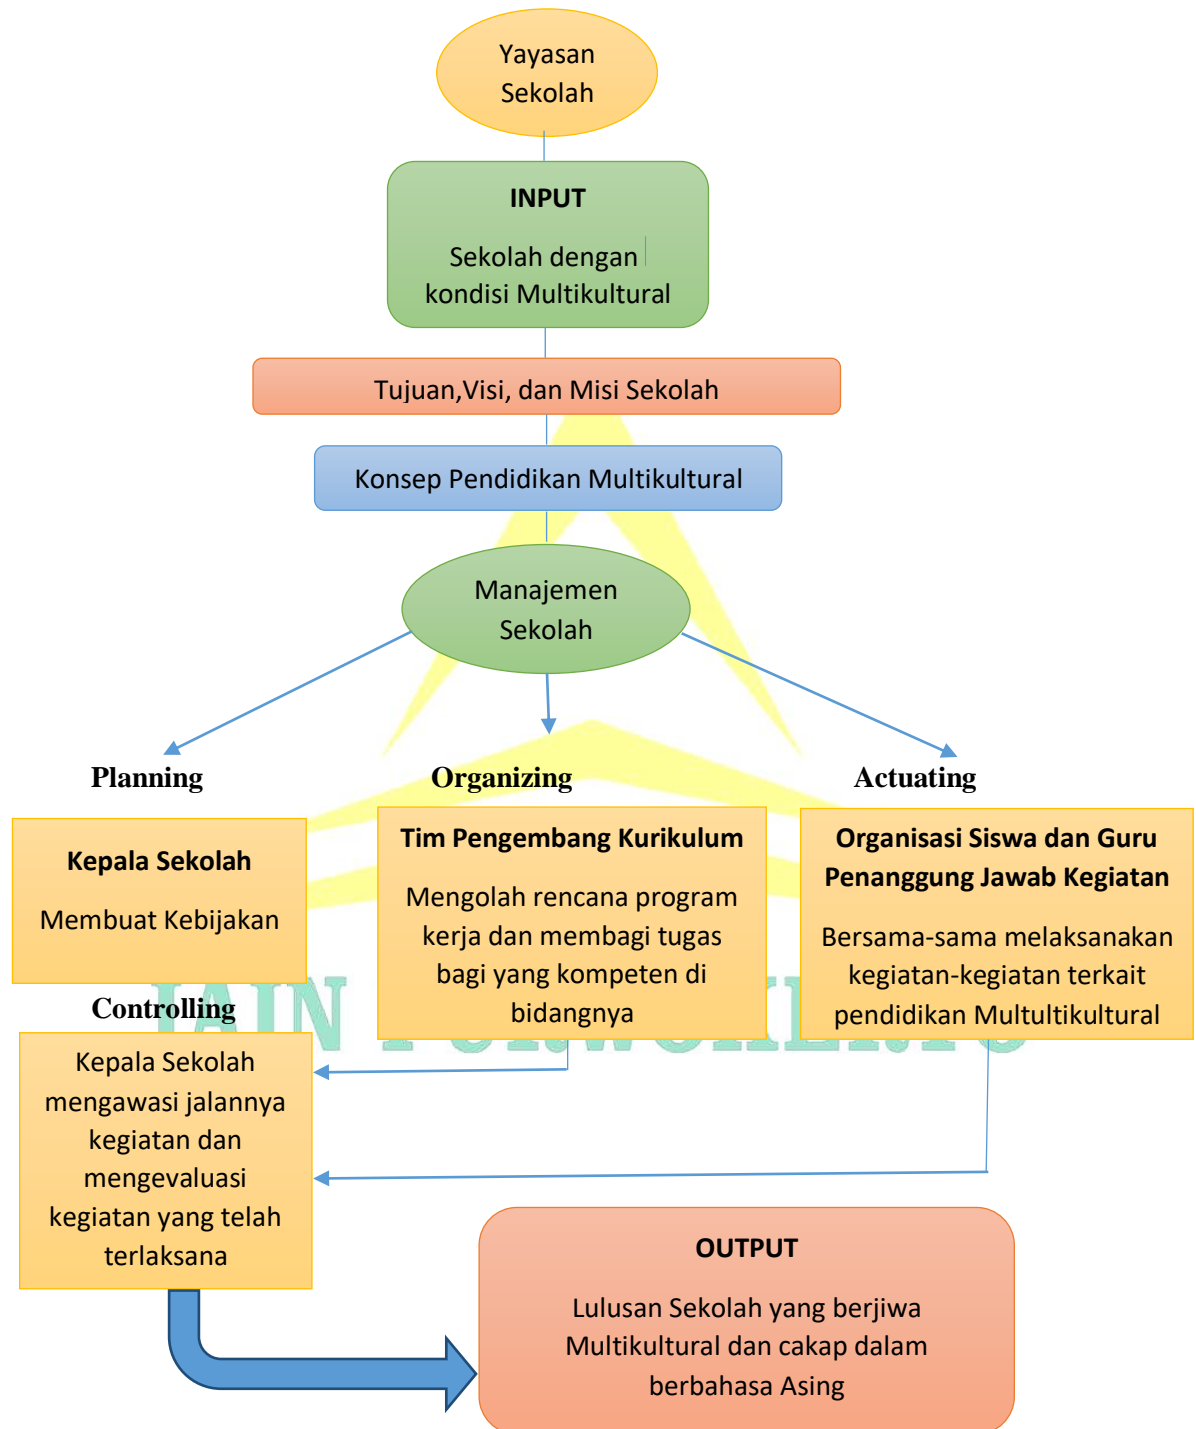 Yayasan
Sekolah
INPUT
Sekolah dengan
kondisi Multikultural
Tujuan,Visi, dan Misi Sekolah
Konsep Pendidikan Multikultural
Manajemen
Sekolah
Planning
Organizing
Actuating
Kepala Sekolah
Membuat Kebijakan
Tim Pengembang Kurikulum
Mengolah rencana program
kerja dan membagi tugas
bagi yang kompeten di
bidangnya
Organisasi Siswa dan Guru
Penanggung Jawab Kegiatan
Bersama-sama melaksanakan
kegiatan-kegiatan terkait
pendidikan Multultikultural
Controlling
IAIN PURWOKERTO
Kepala Sekolah
mengawasi jalannya
kegiatan dan
mengevaluasi
kegiatan yang telah
terlaksana
OUTPUT
Lulusan Sekolah yang berjiwa
Multikultural dan cakap dalam
berbahasa Asing